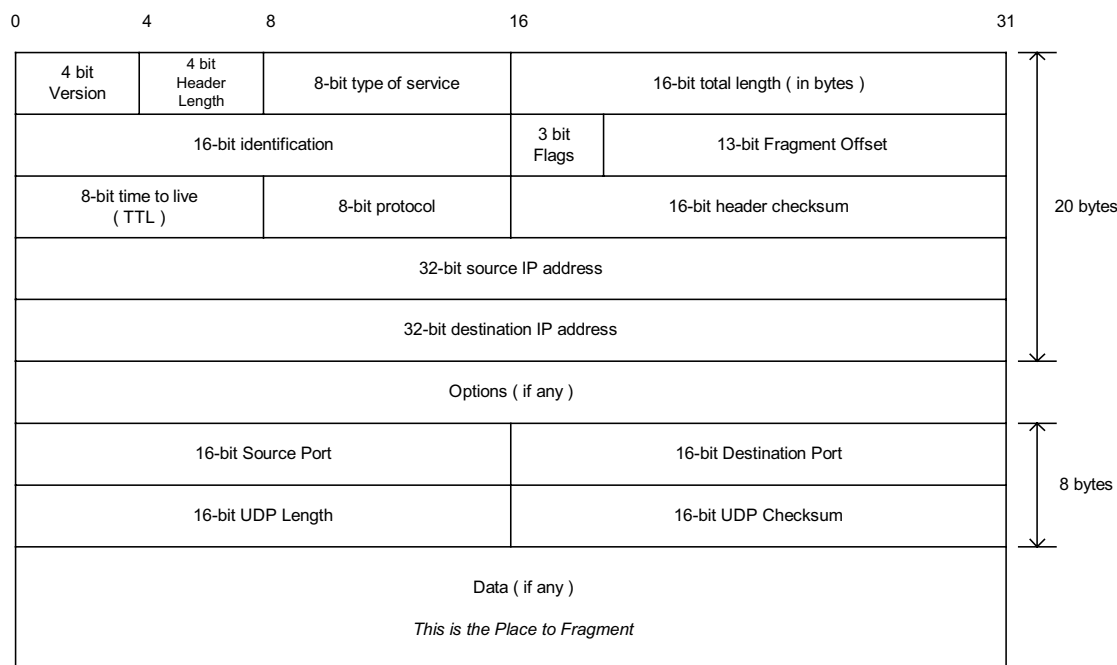 0 4 8 16 31
4 bit
Version
4 bit
Header
Length
8-bit type of service
16-bit total length ( in bytes )
16-bit identification
3 bit
Flags
13-bit Fragment Offset
8-bit time to live
( TTL )
8-bit protocol
16-bit header checksum
20 bytes
32-bit source IP address
32-bit destination IP address
Options ( if any )
16-bit Source Port
16-bit Destination Port
8 bytes
16-bit UDP Length
16-bit UDP Checksum
Data ( if any )
This is the Place to Fragment